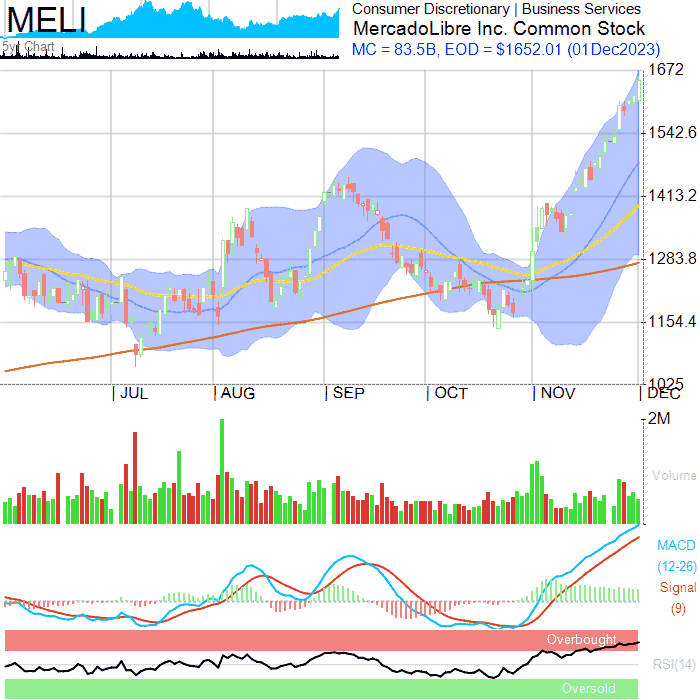 MELI
5yr Chart
Consumer Discretionary | Business Services
MercadoLibre Inc. Common Stock
MC = 83.5B, EOD = $1652.01 (01Dec2023)
1672
1542.6
1413.2
1283.8
1154.4
1025
| JUL | AUG | SEP | OCT | NOV | DEC
2M
Volume
MACD
(12-26)
Signal
(9)
Overbought
RSI(14)
Oversold